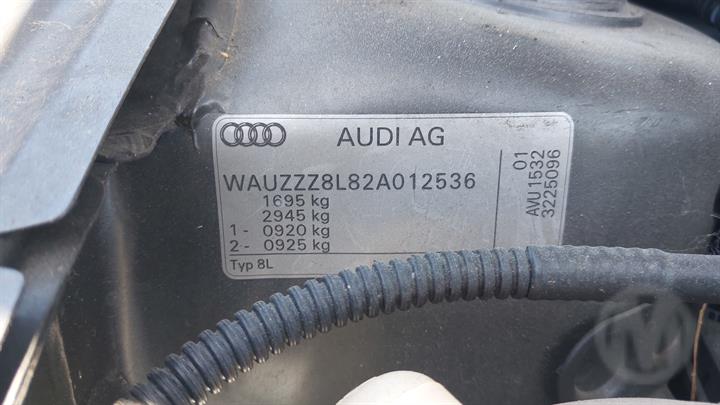 AUDI AG
WAUZZZ8L82A012536
1695 kg
2945 kg
1- 0920 kg
2- 0925 kg
Typ 8L
01
AVU1532
3225096
M